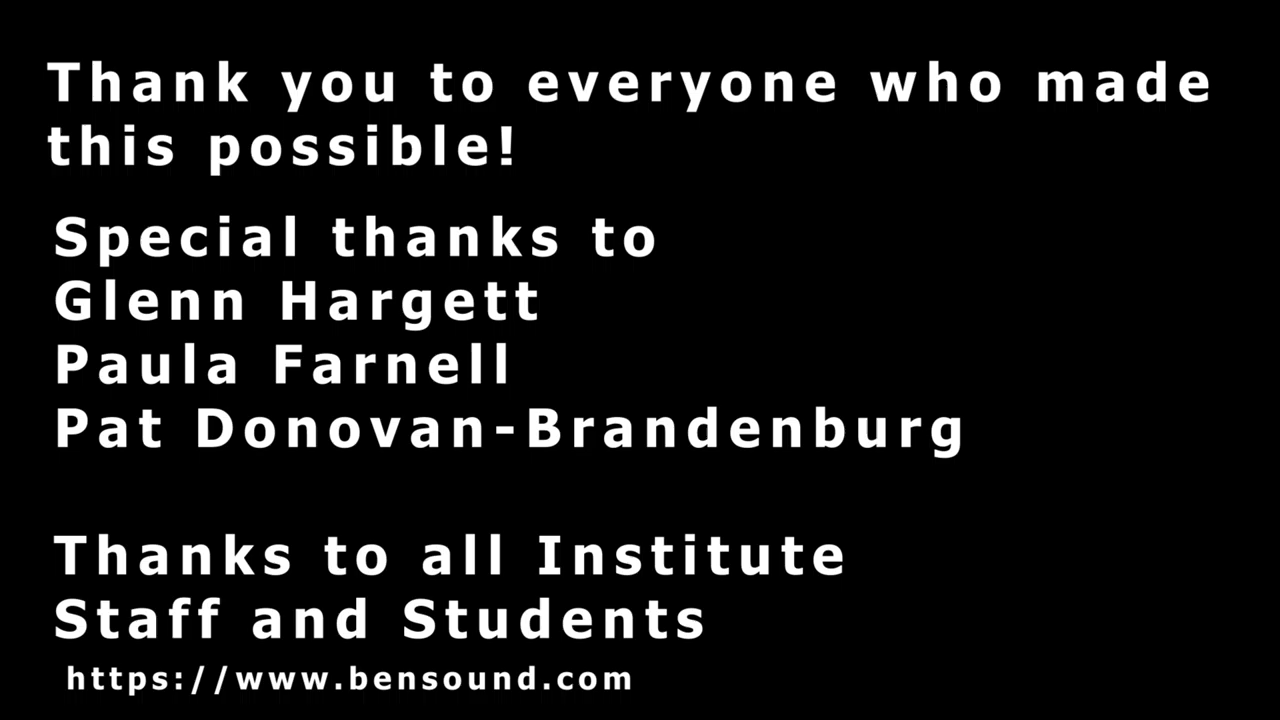 Thank you to everyone who made
this possible!
Special thanks to
Glenn Hargett
Paula Farnell
Pat Donovan-Brandenburg
Thanks to all Institute
Staff and Students
https://www.bensound.com